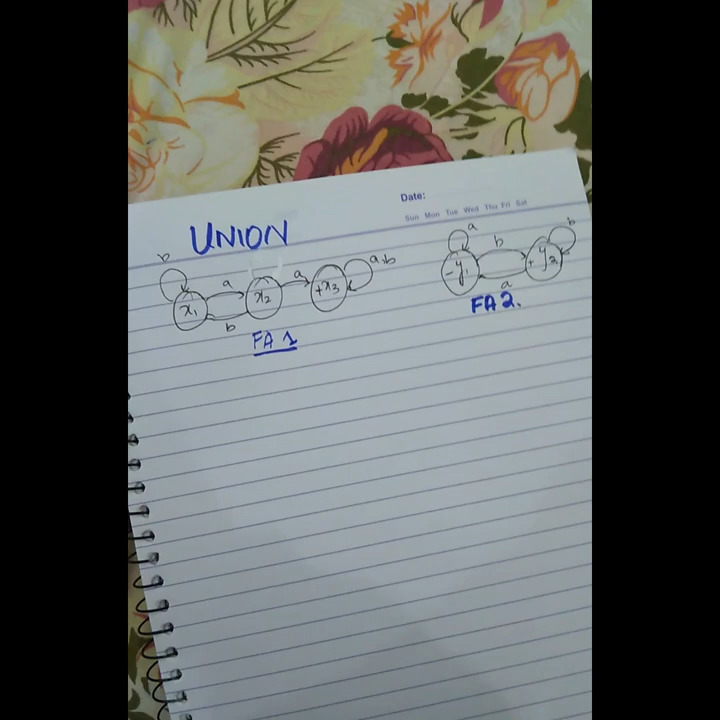 Date:
Sun Mon Tue Wed Thu Fri Sat
UNION
b a a a,b
x1 x2 +x3
b
FA 1
a b b
-y1 +y2
a
FA 2.